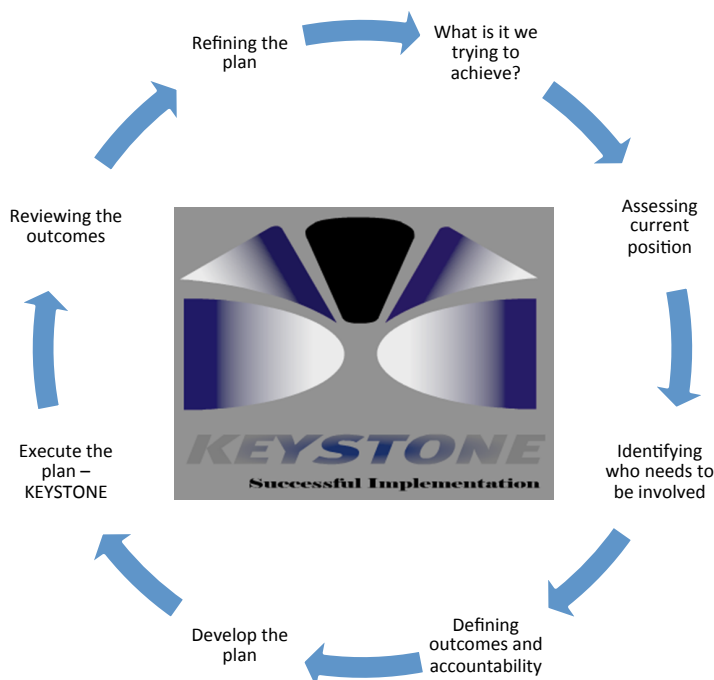 What is it we
trying to
achieve?
Assessing
current
position
Identifying
who needs to
be involved
Defining
outcomes and
accountability
Develop the
plan
Execute the
plan –
KEYSTONE
Reviewing the
outcomes
Refining the
plan
KEYSTONE
Successful Implementation